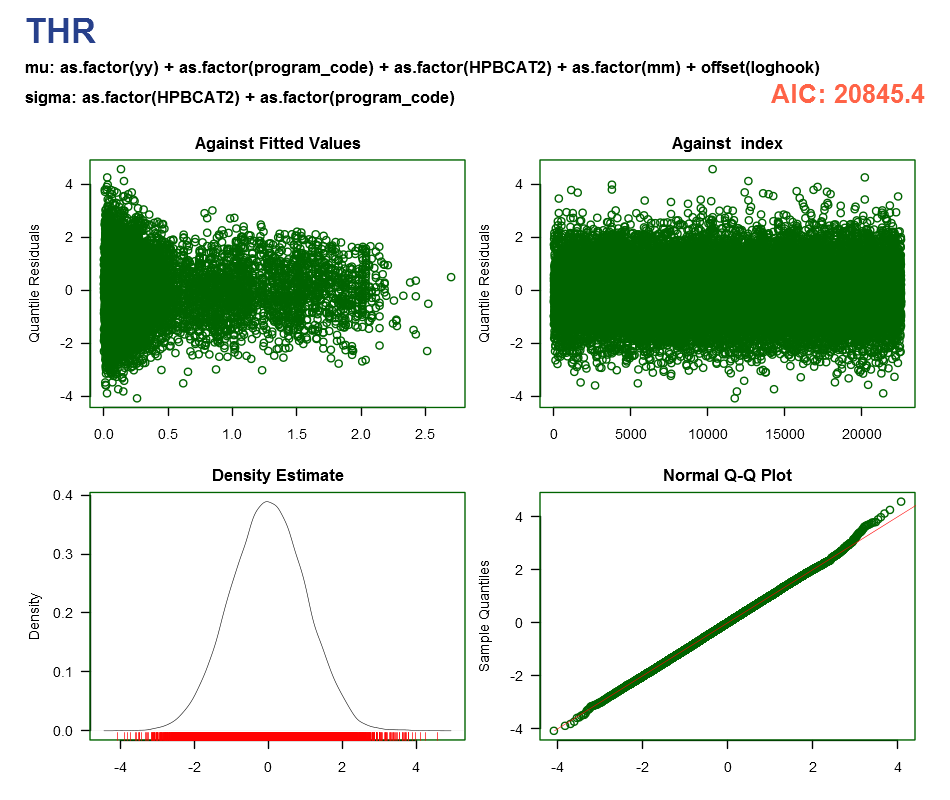 THR
mu: as.factor(yy) + as.factor(program_code) + as.factor(HPBCAT2) + as.factor(mm) + offset(loghook)
sigma: as.factor(HPBCAT2) + as.factor(program_code)
AIC: 20845.4
Against Fitted Values
Quantile Residuals
4
2
0
-2
-4
0.0 0.5 1.0 1.5 2.0 2.5
Against index
Quantile Residuals
4
2
0
-2
-4
0 5000 10000 15000 20000
Density Estimate
Density
0.4
0.3
0.2
0.1
0.0
-4 -2 0 2 4
Normal Q-Q Plot
Sample Quantiles
4
2
0
-2
-4
-4 -2 0 2 4